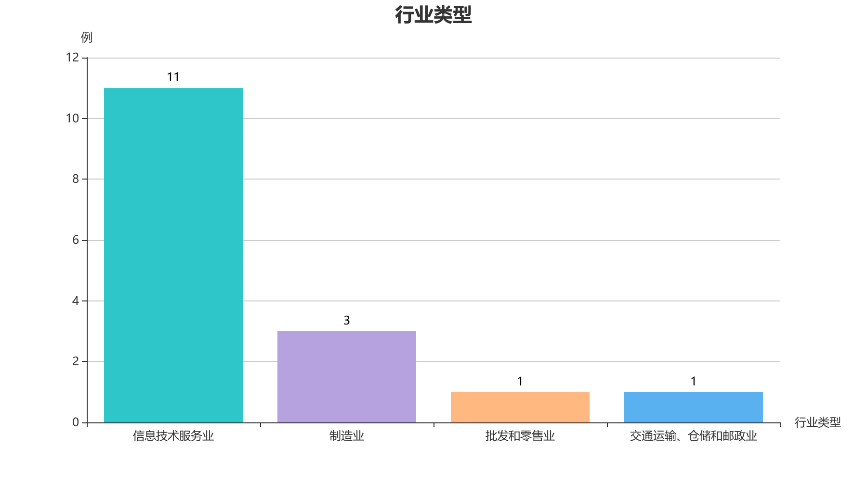 行业类型
例
12
11
10
8
6
4
3
2
1
1
0
信息技术服务业
制造业
批发和零售业
交通运输、仓储和邮政业
行业类型